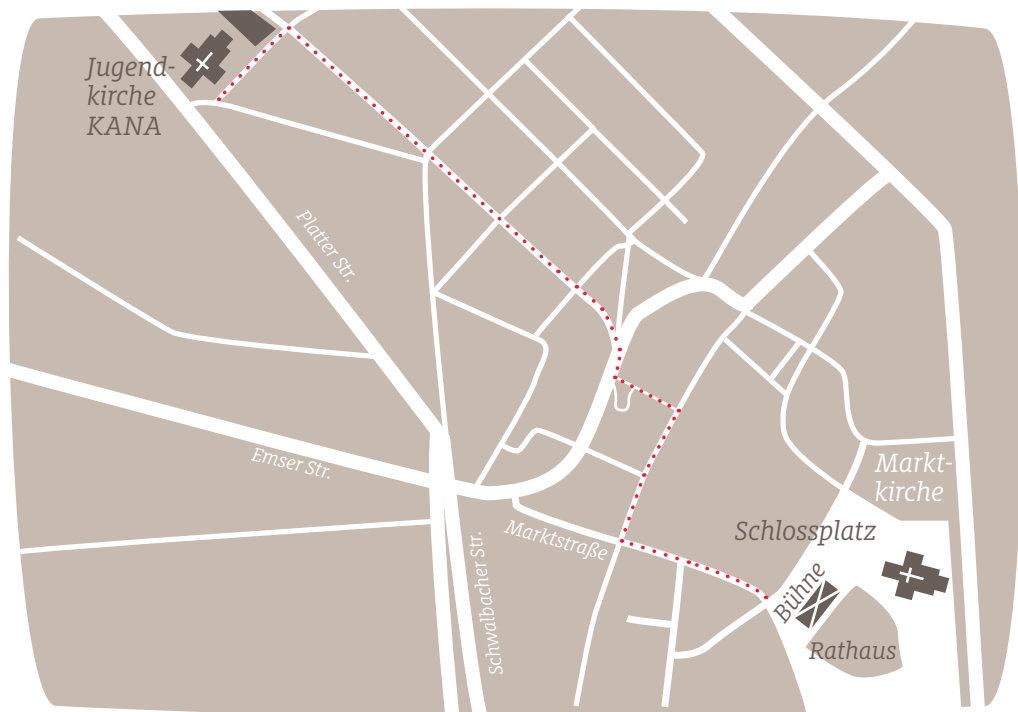 Jugend-
kirche
KANA
Platter Str.
Emser Str.
Marktstraße
Schwalbacher Str.
Markt-
kirche
Schlossplatz
Bühne
Rathaus